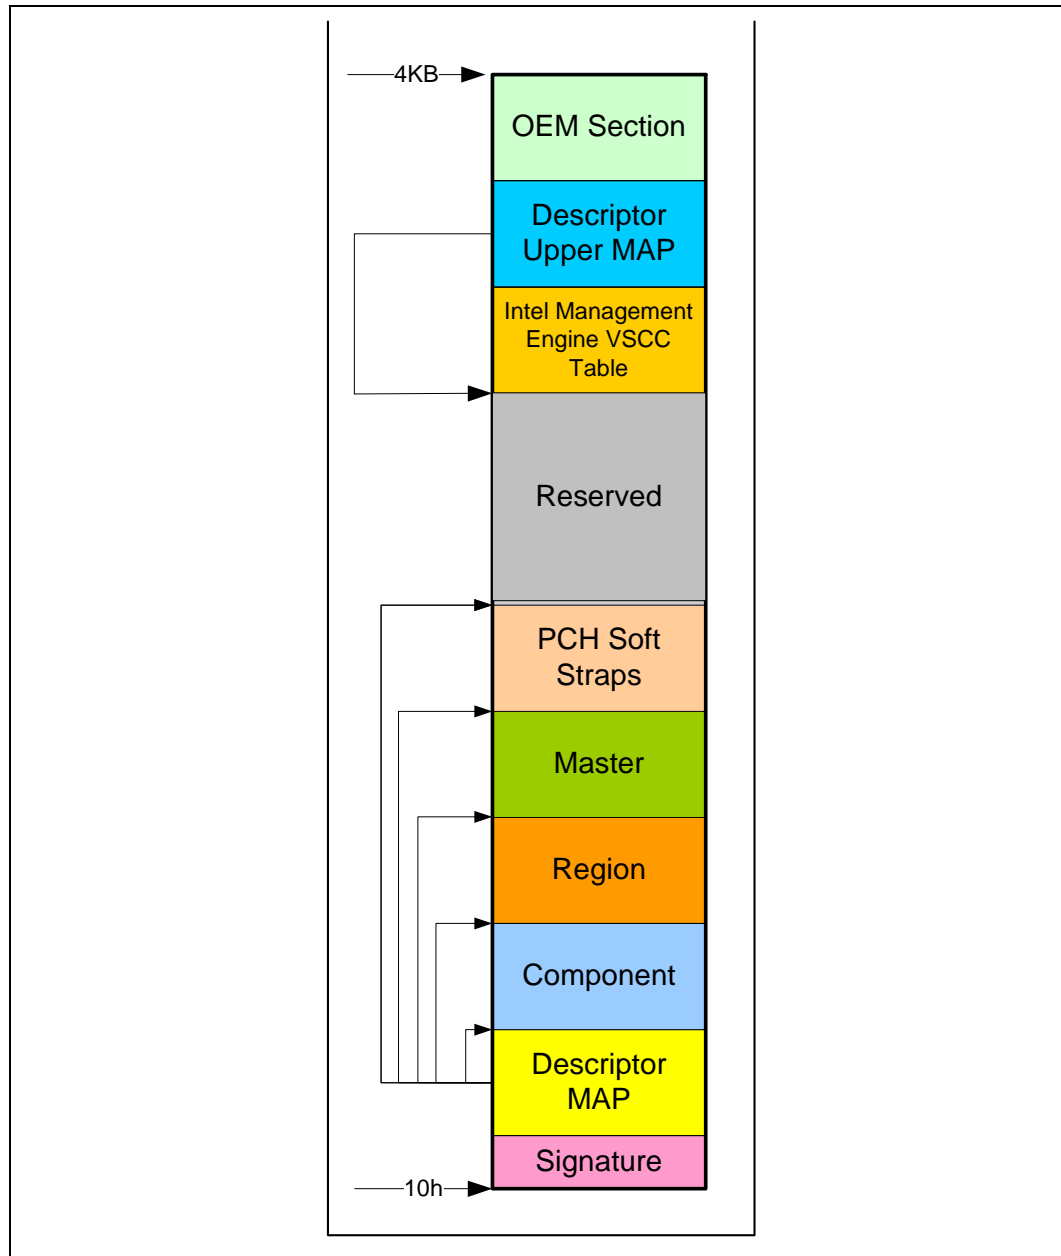 4KB
OEM Section
Descriptor
Upper MAP
Intel Management
Engine VSCC
Table
Reserved
PCH Soft
Straps
Master
Region
Component
Descriptor
MAP
Signature
10h